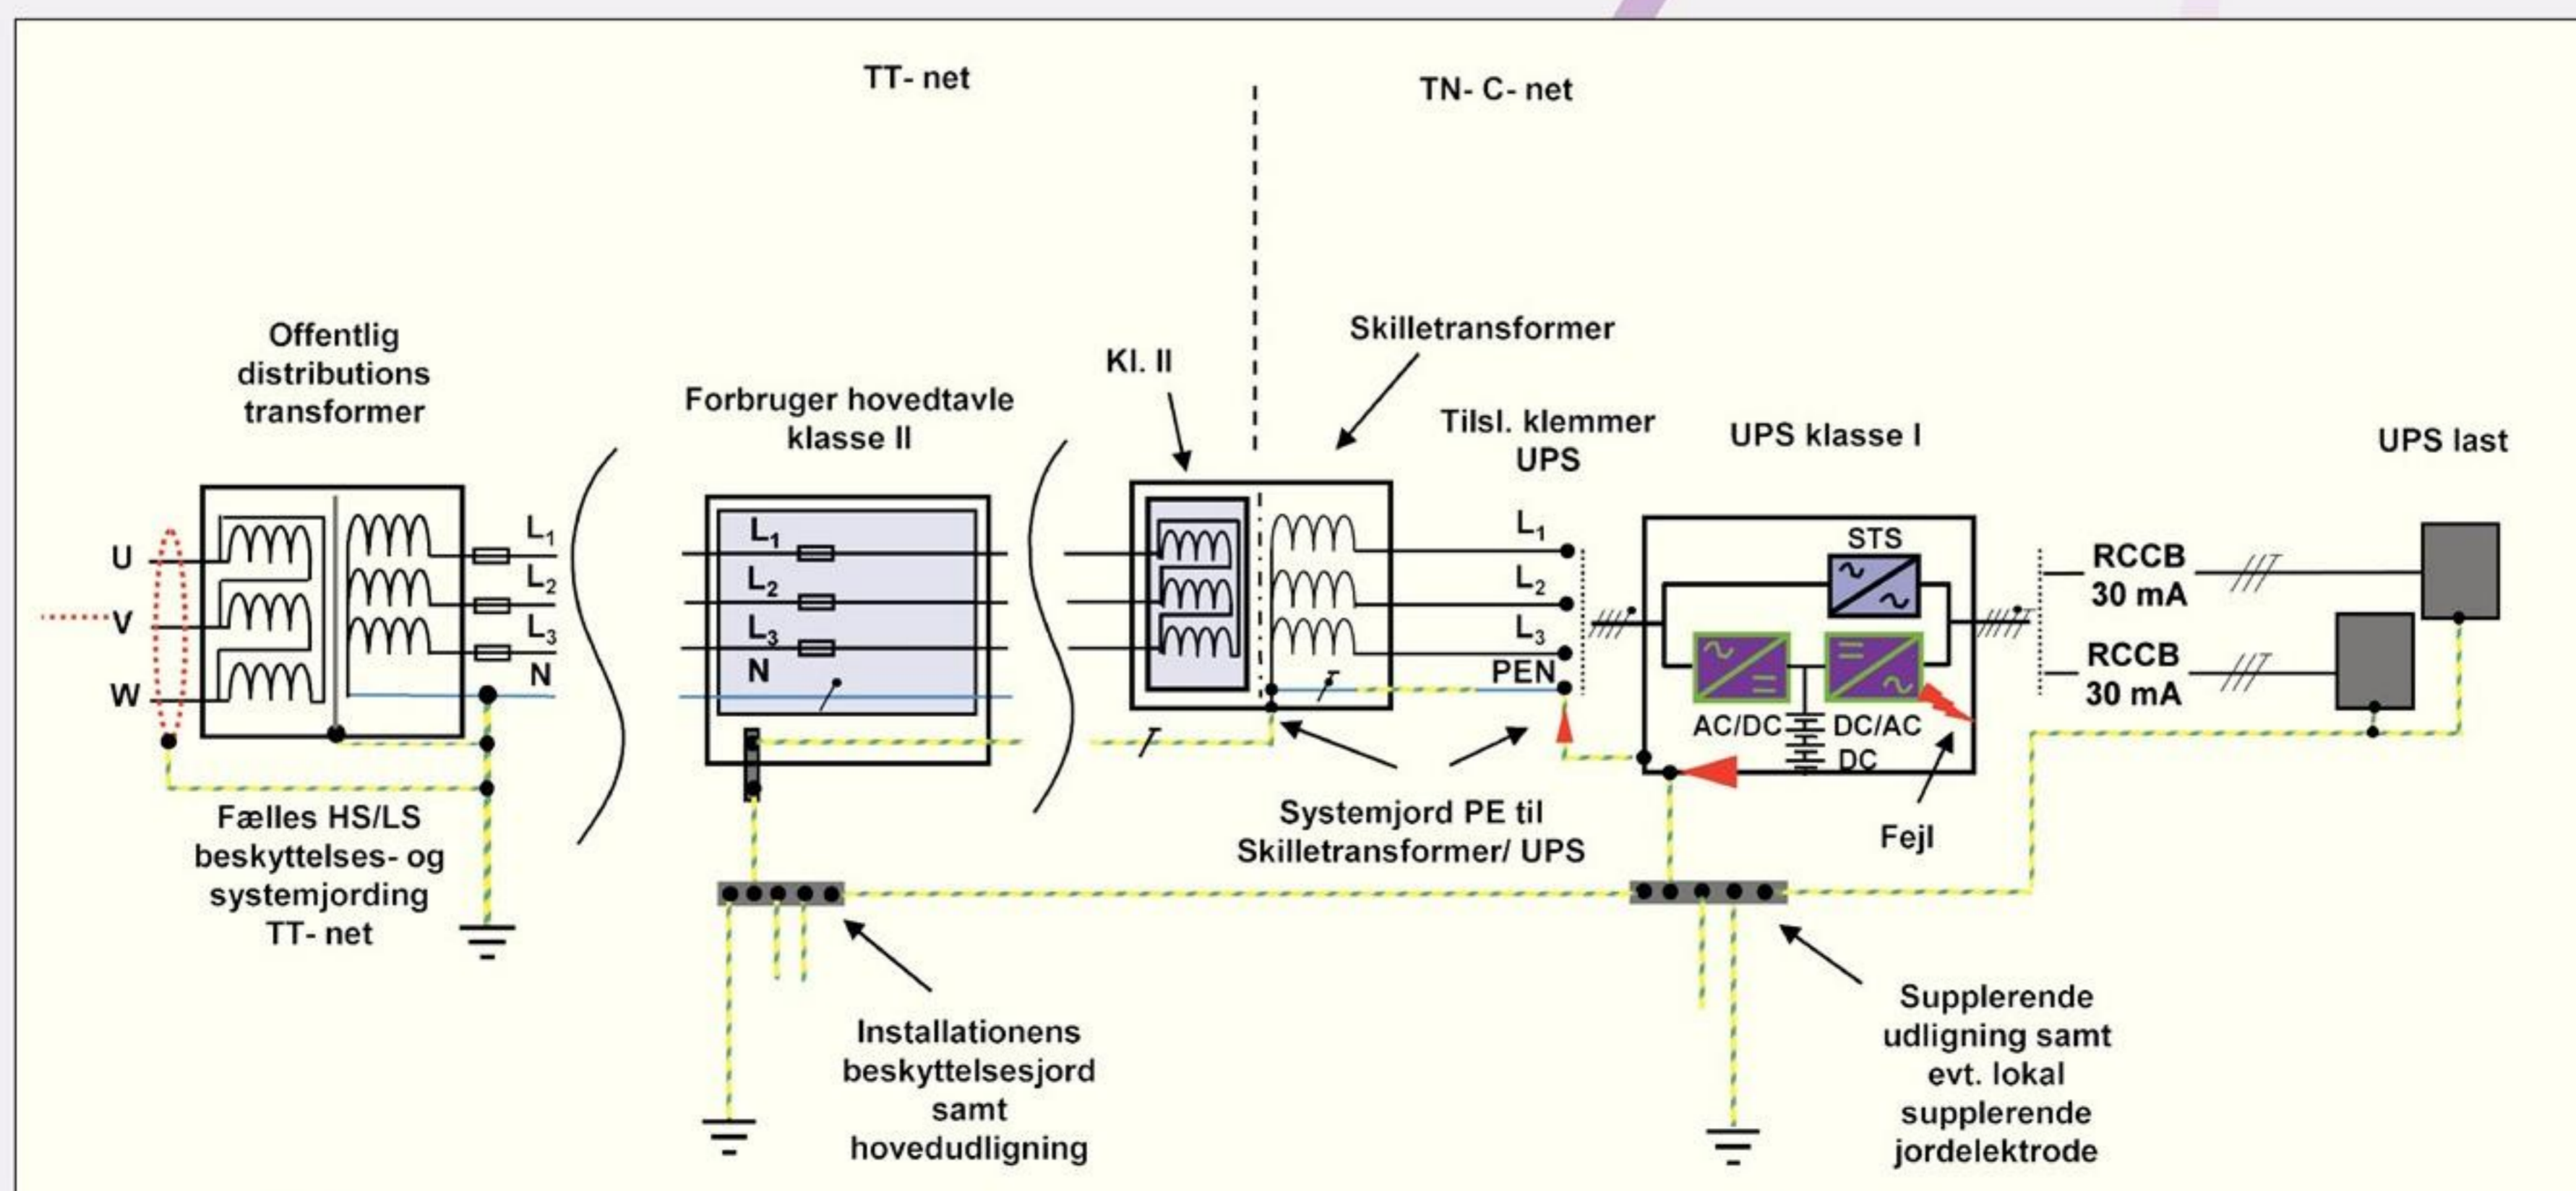 TT- net
TN- C- net
Offentlig
distributions
transformer
U
V
W
L1
L2
L3
N
Fælles HS/LS
beskyttelses- og
systemjording
TT- net
Forbruger hovedtavle
klasse II
L1
L2
L3
N
Installationens
beskyttelsesjord
samt
hovedudligning
Kl. II
Skilletransformer
Tilsl. klemmer
UPS
L1
L2
L3
PEN
Systemjord PE til
Skilletransformer/ UPS
UPS klasse I
STS
AC/DC
DC/AC
DC
Fejl
RCCB
30 mA
RCCB
30 mA
UPS last
Supplerende
udligning samt
evt. lokal
supplerende
jordelektrode